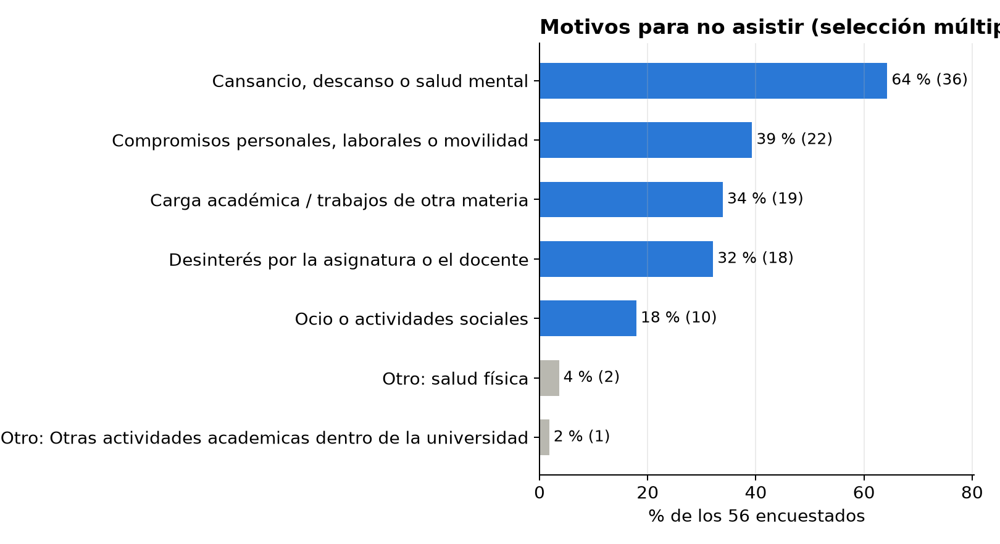 Motivos para no asistir (selección múltip
Cansancio, descanso o salud mental 64 % (36)
Compromisos personales, laborales o movilidad 39 % (22)
Carga académica / trabajos de otra materia 34 % (19)
Desinterés por la asignatura o el docente 32 % (18)
Ocio o actividades sociales 18 % (10)
Otro: salud física 4 % (2)
Otro: Otras actividades academicas dentro de la universidad 2 % (1)
0 20 40 60 80
% de los 56 encuestados